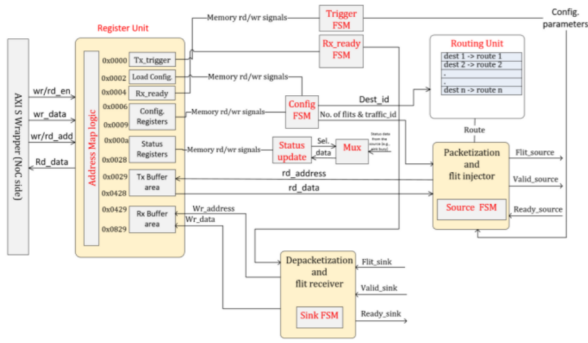 Register Unit
AXI S Wrapper (Noc. side)
wr/rd_en
wr_data
wr/rd_add
Rd_data
Address Map logic
0x0000
Tx_trigger
0x0002
Load Config.
0x0004
Rx_ready
0x0006
Config.
Registers
0x0009
0x000a
Status
Registers
0x0028
0x0029
Tx Buffer
area
0x0428
0x0429
Rx Buffer
area
0x0829
Memory rd/wr signals
Memory rd/wr signals
Memory rd/wr signals
Memory rd/wr signals
Trigger
FSM
Rx_ready
FSM
Config
FSM
Status
update
Sel.
data
Mux
Config.
parameters
Routing Unit
dest 1 -> route 1
dest 2 -> route 2
.
.
dest n -> route n
Dest_id
No. of flits & traffic_id
Route
rd_address
rd_data
Wr_address
Wr_data
Packetization
and
flit injector
Source FSM
Flit_source
Valid_source
Ready_source
Depacketization
and
flit receiver
Sink FSM
Flit_sink
Valid_sink
Ready_sink